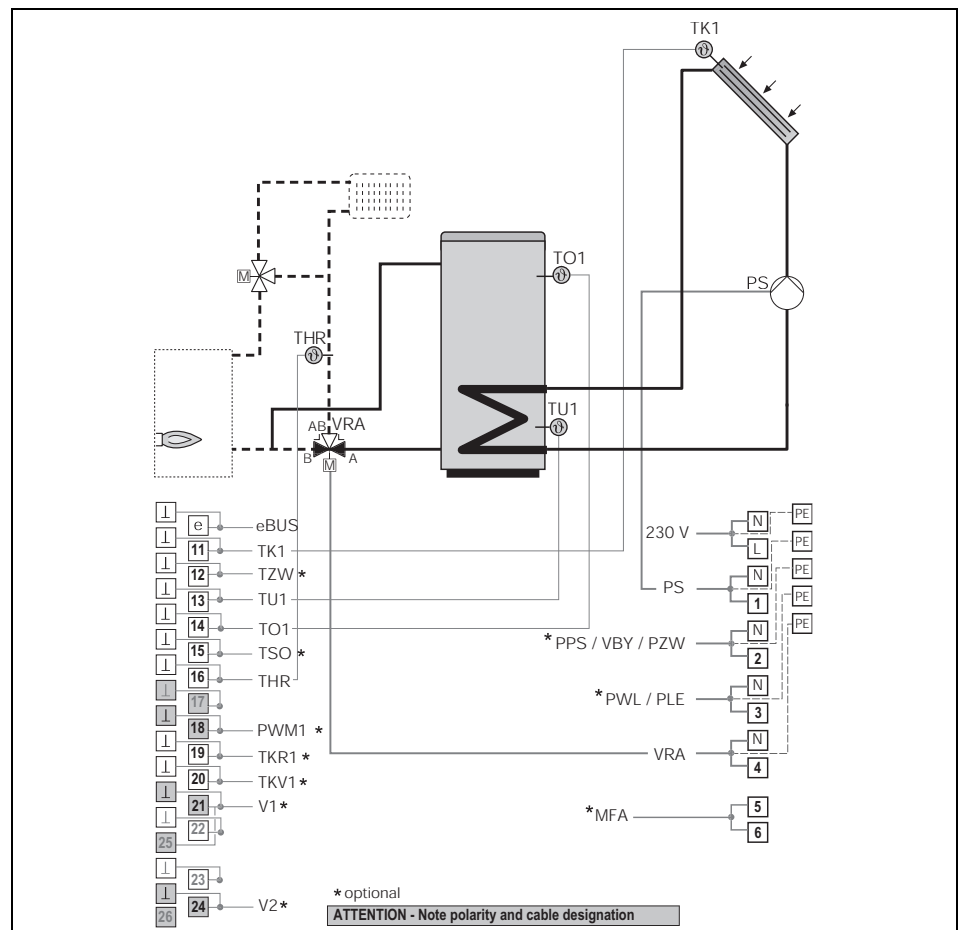 TK1
ϑ
M
TO1
ϑ
PS
THR
ϑ
TU1
ϑ
AB VRA
B A
M
⊥
e eBUS
⊥
11 TK1
⊥
12 TZW *
⊥
13 TU1
⊥
14 TO1
⊥
15 TSO *
⊥
16 THR
⊥
17
⊥
18 PWM1 *
⊥
19 TKR1 *
⊥
20 TKV1 *
⊥
21 V1 *
⊥
22
25
⊥
23
⊥
24 V2 *
26
230 V N PE
L PE
PS N PE
1 PE
* PPS / VBY / PZW N PE
2
* PWL / PLE N
3
VRA N
4
* MFA 5
6
* optional
ATTENTION - Note polarity and cable designation